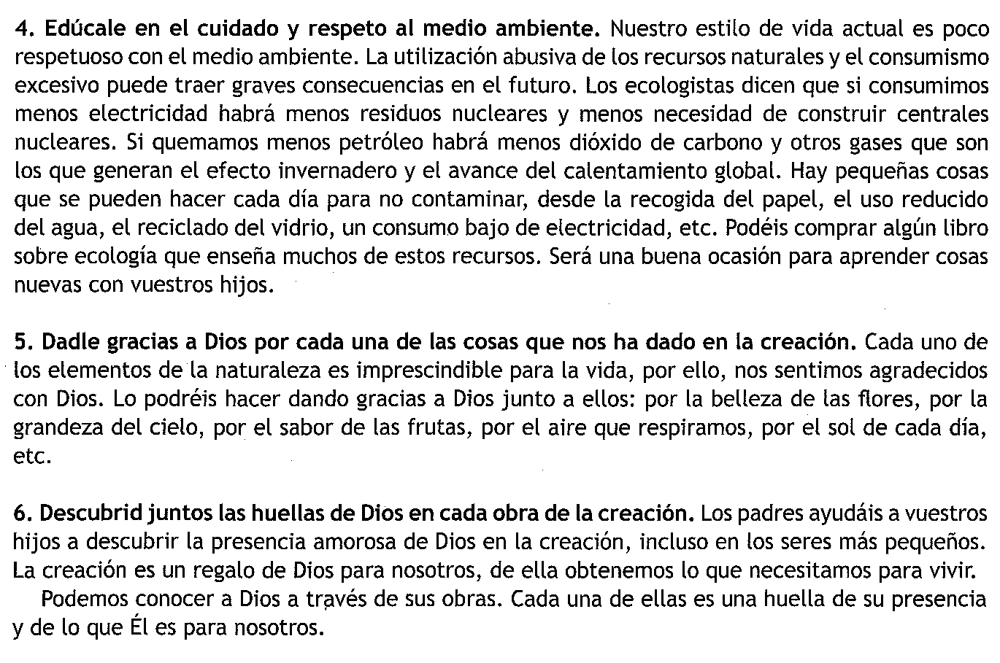 4. Edúcale en el cuidado y respeto al medio ambiente. Nuestro estilo de vida actual es poco
respetuoso con el medio ambiente. La utilización abusiva de los recursos naturales y el consumismo
excesivo puede traer graves consecuencias en el futuro. Los ecologistas dicen que si consumimos
menos electricidad habrá menos residuos nucleares y menos necesidad de construir centrales
nucleares. Si quemamos menos petróleo habrá menos dióxido de carbono y otros gases que son
los que generan el efecto invernadero y el avance del calentamiento global. Hay pequeñas cosas
que se pueden hacer cada día para no contaminar, desde la recogida del papel, el uso reducido
del agua, el reciclado del vidrio, un consumo bajo de electricidad, etc. Podéis comprar algún libro
sobre ecología que enseña muchos de estos recursos. Será una buena ocasión para aprender cosas
nuevas con vuestros hijos.
5. Dadle gracias a Dios por cada una de las cosas que nos ha dado en la creación. Cada uno de
los elementos de la naturaleza es imprescindible para la vida, por ello, nos sentimos agradecidos
con Dios. Lo podréis hacer dando gracias a Dios junto a ellos: por la belleza de las flores, por la
grandeza del cielo, por el sabor de las frutas, por el aire que respiramos, por el sol de cada día,
etc.
6. Descubrid juntos las huellas de Dios en cada obra de la creación. Los padres ayudáis a vuestros
hijos a descubrir la presencia amorosa de Dios en la creación, incluso en los seres más pequeños.
La creación es un regalo de Dios para nosotros, de ella obtenemos lo que necesitamos para vivir.
Podemos conocer a Dios a través de sus obras. Cada una de ellas es una huella de su presencia
y de lo que Él es para nosotros.